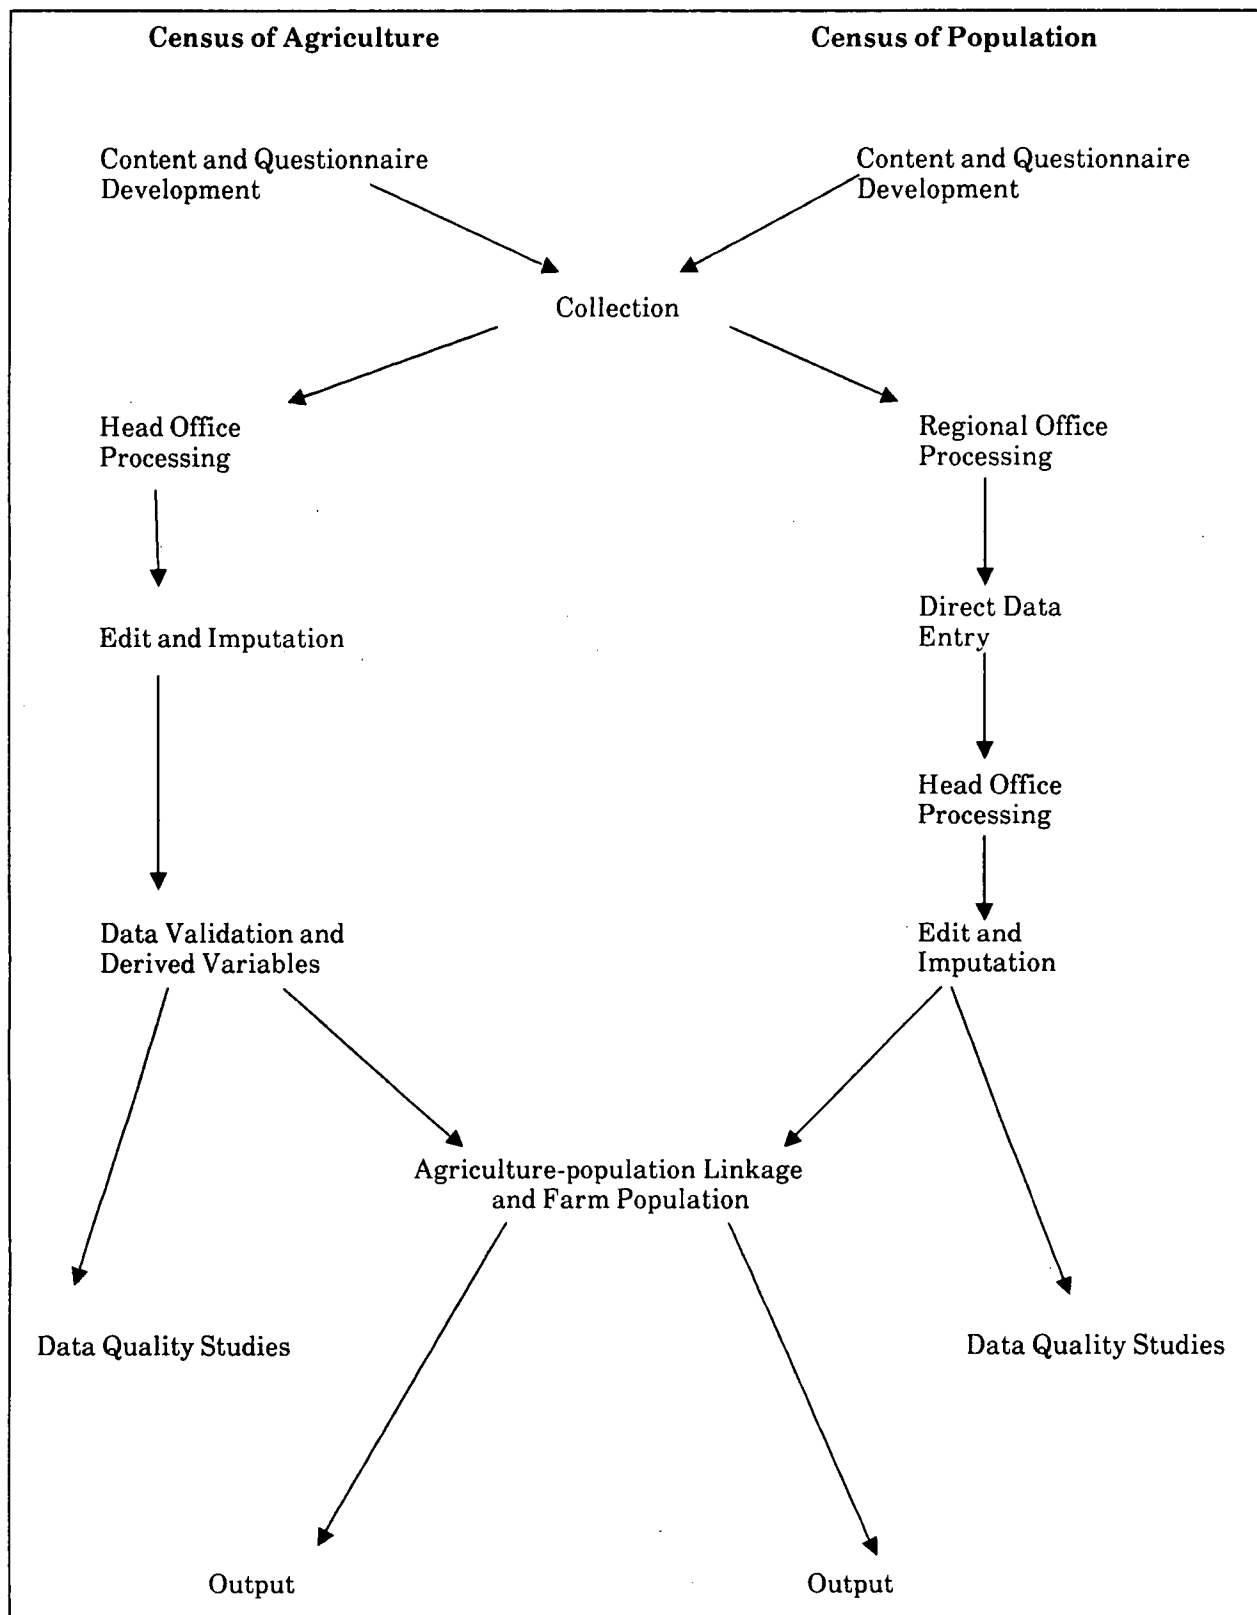 Census of Agriculture
Census of Population
Content and Questionnaire
Development
Content and Questionnaire
Development
Collection
Head Office
Processing
Regional Office
Processing
Edit and Imputation
Direct Data
Entry
Head Office
Processing
Data Validation and
Derived Variables
Edit and
Imputation
Agriculture-population Linkage
and Farm Population
Data Quality Studies
Data Quality Studies
Output
Output